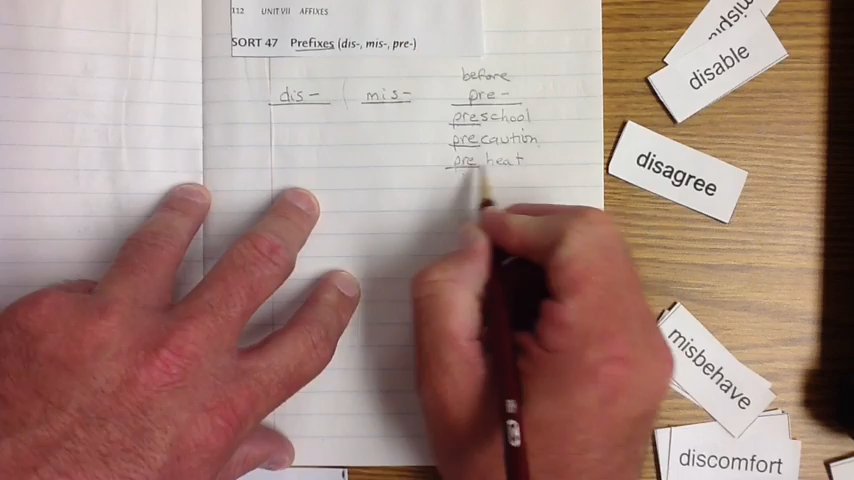 112 UNIT VII AFFIXES
SORT 47 Prefixes (dis-, mis-, pre-)
before
dis- mis- pre-
preschool
precaution
preheat
disable
disagree
misbehave
discomfort